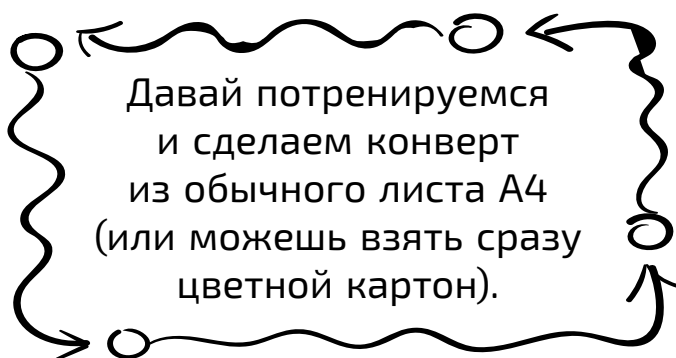 Давай потренируемся
и сделаем конверт
из обычного листа А4
(или можешь взять сразу
цветной картон).